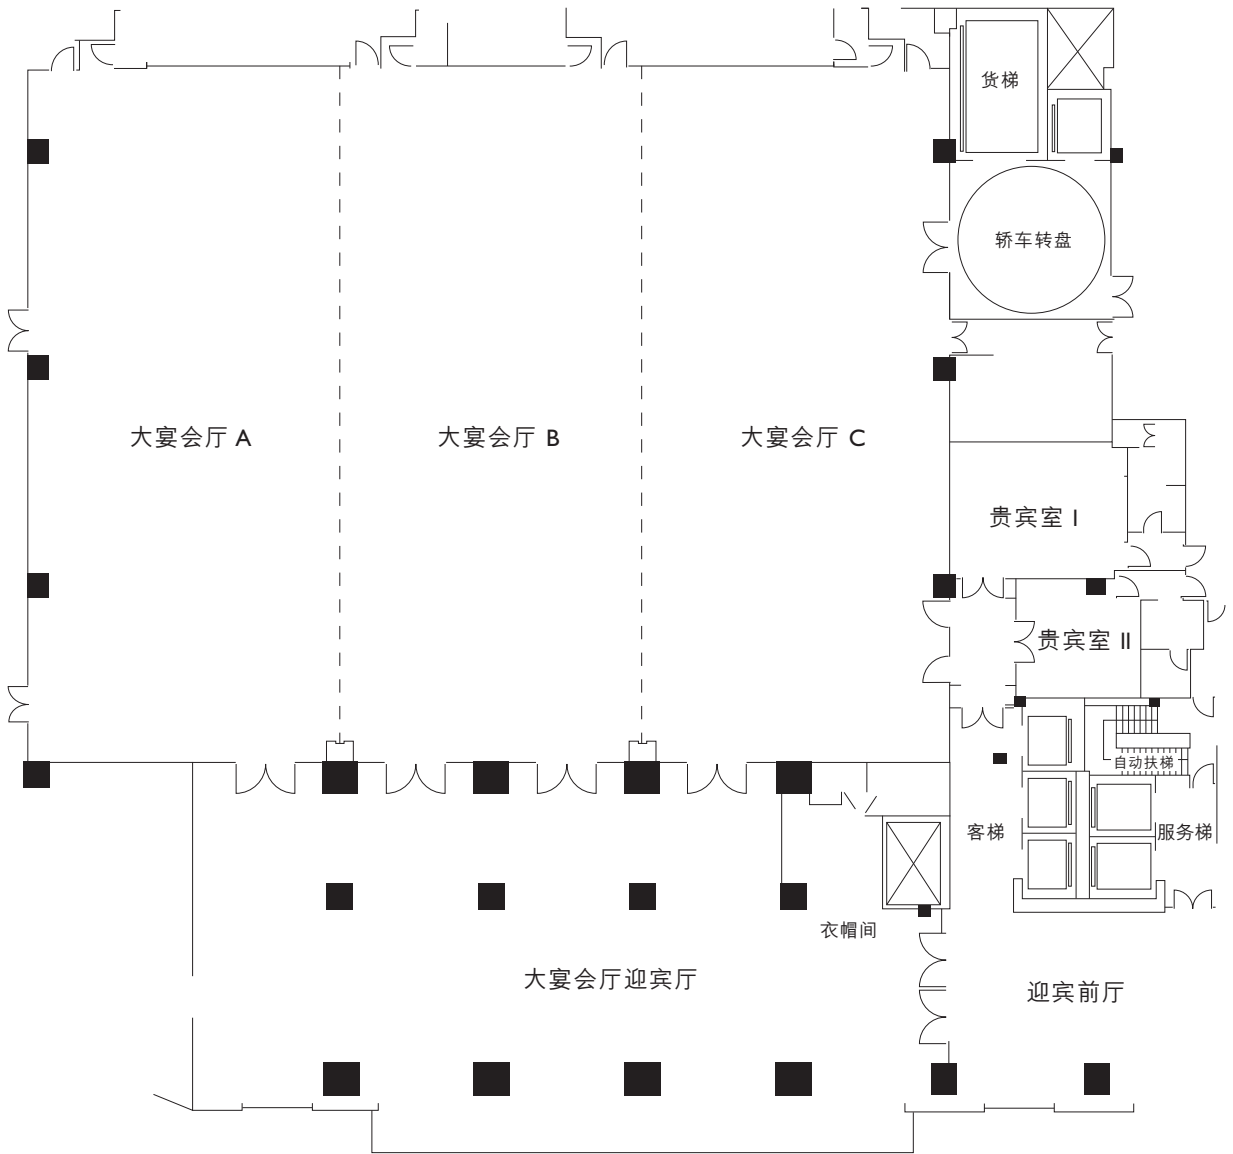 货梯
轿车转盘
大宴会厅 A
大宴会厅 B
大宴会厅 C
贵宾室 I
贵宾室 II
自动扶梯
客梯
服务梯
衣帽间
大宴会厅迎宾厅
迎宾前厅